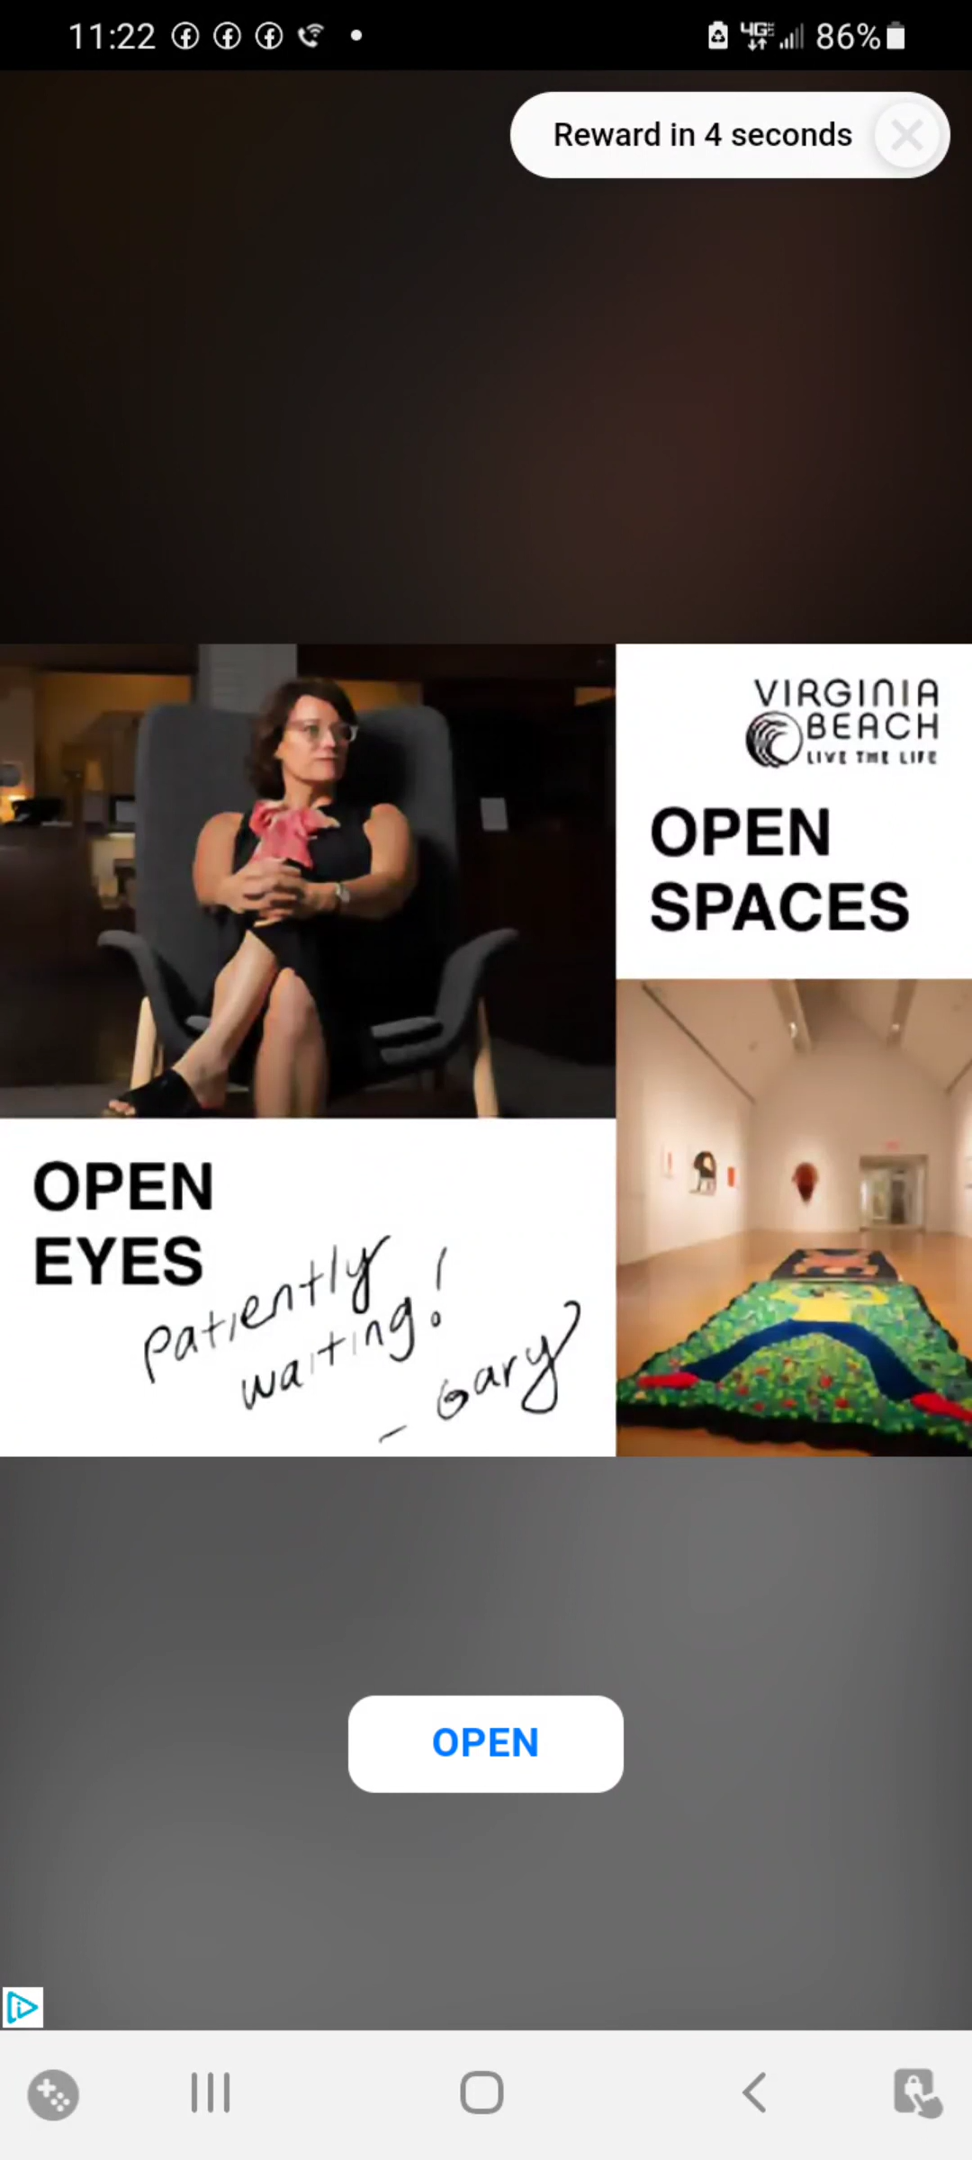 11:22
4GE 86%
Reward in 4 seconds
VIRGINIA
BEACH
LIVE THE LIFE
OPEN
SPACES
OPEN
EYES
patiently
waiting!
- Gary
OPEN